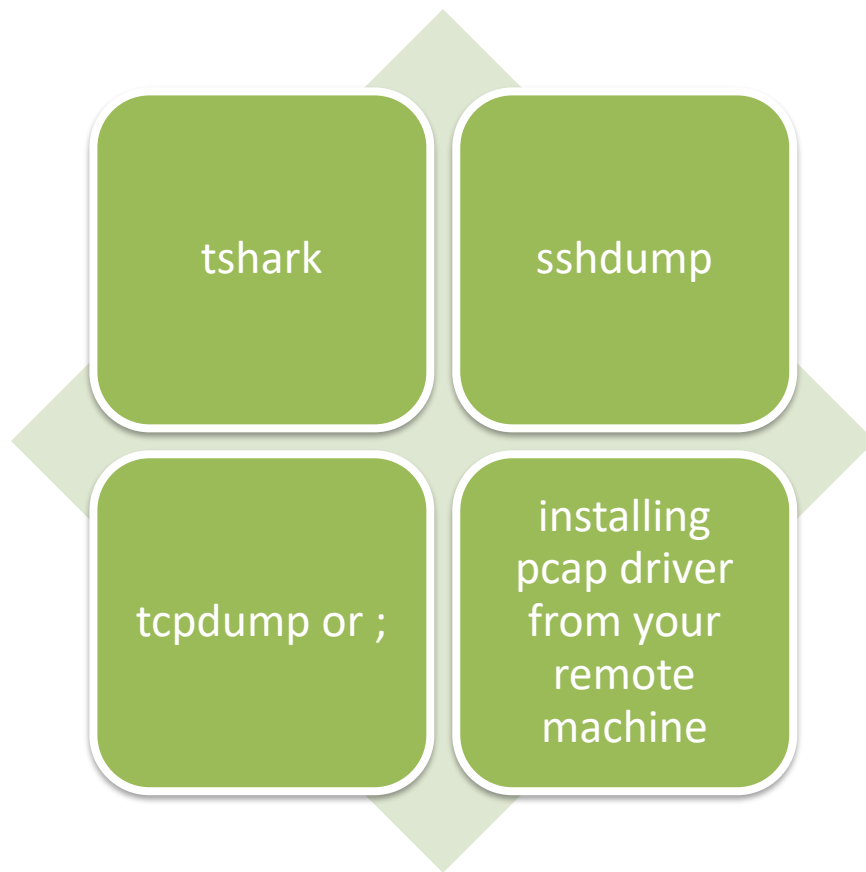 tshark
sshdump
tcpdump or ;
installing
pcap driver
from your
remote
machine